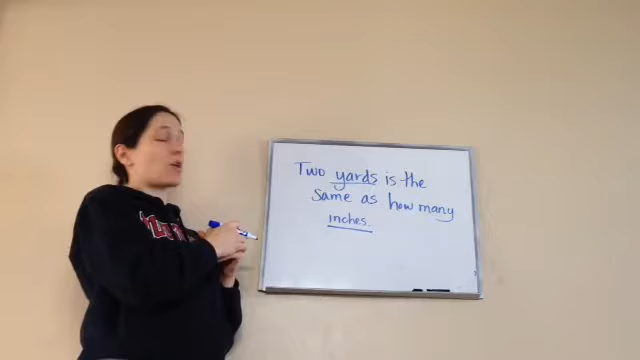 Two yards is the
same as how many
inches.